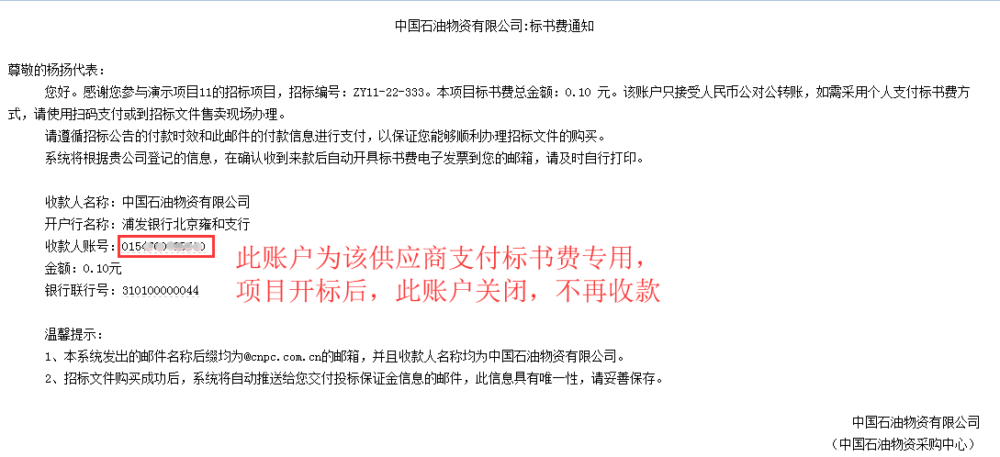 中国石油物资有限公司:标书费通知
尊敬的杨扬代表：
您好。感谢您参与演示项目11的招标项目，招标编号：ZY11-22-333。本项目标书费总金额：0.10 元。该账户只接受人民币公对公转账，如需采用个人支付标书费方
式，请使用扫码支付或到招标文件售卖现场办理。
请遵循招标公告的付款时效和此邮件的付款信息进行支付，以保证您能够顺利办理招标文件的购买。
系统将根据贵公司登记的信息，在确认收到来款后自动开具标书费电子发票到您的邮箱，请及时自行打印。
收款人名称：中国石油物资有限公司
开户行名称：浦发银行北京雍和支行
收款人账号：
此账户为该供应商支付标书费专用，
金额：0.10元
项目开标后，此账户关闭，不再收款
银行联行号：310100000044
温馨提示：
1、本系统发出的邮件名称后缀均为@cnpc.com.cn的邮箱，并且收款人名称均为中国石油物资有限公司。
2、招标文件购买成功后，系统将自动推送给您交付投标保证金信息的邮件，此信息具有唯一性，请妥善保存。
中国石油物资有限公司
（中国石油物资采购中心）